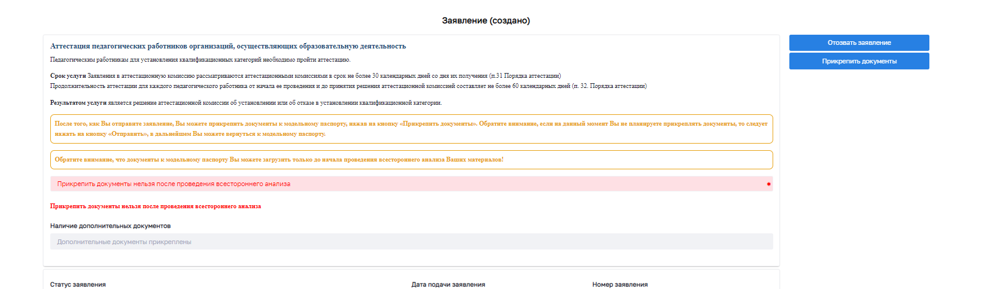 Заявление (создано)
Аттестация педагогических работников организаций, осуществляющих образовательную деятельность
Отозвать заявление
Педагогическим работникам для установления квалификационных категорий необходимо пройти аттестацию.
Прикрепить документы
Срок услуги Заявления в аттестационную комиссию рассматриваются аттестационными комиссиями в срок не более 30 календарных дней со дня их получения (п.31 Порядка аттестации)
Продолжительность аттестации для каждого педагогического работника от начала ее проведения и до принятия решения аттестационной комиссией составляет не более 60 календарных дней (п. 32. Порядка аттестации)
Результатом услуги является решение аттестационной комиссии об установлении или об отказе в установлении квалификационной категории.
После того, как Вы отправите заявление, Вы можете прикрепить документы к модельному паспорту, нажав на кнопку «Прикрепить документы». Обратите внимание, если на данный момент Вы не планируете прикреплять документы, то следует
нажать на кнопку «Отправить», в дальнейшем Вы можете вернуться к модельному паспорту.
Обратите внимание, что документы к модельному паспорту Вы можете загрузить только до начала проведения всестороннего анализа Ваших материалов!
Прикрепить документы нельзя после проведения всестороннего анализа
Прикрепить документы нельзя после проведения всестороннего анализа
Наличие дополнительных документов
Дополнительные документы прикреплены
Статус заявления
Дата подачи заявления
Номер заявления